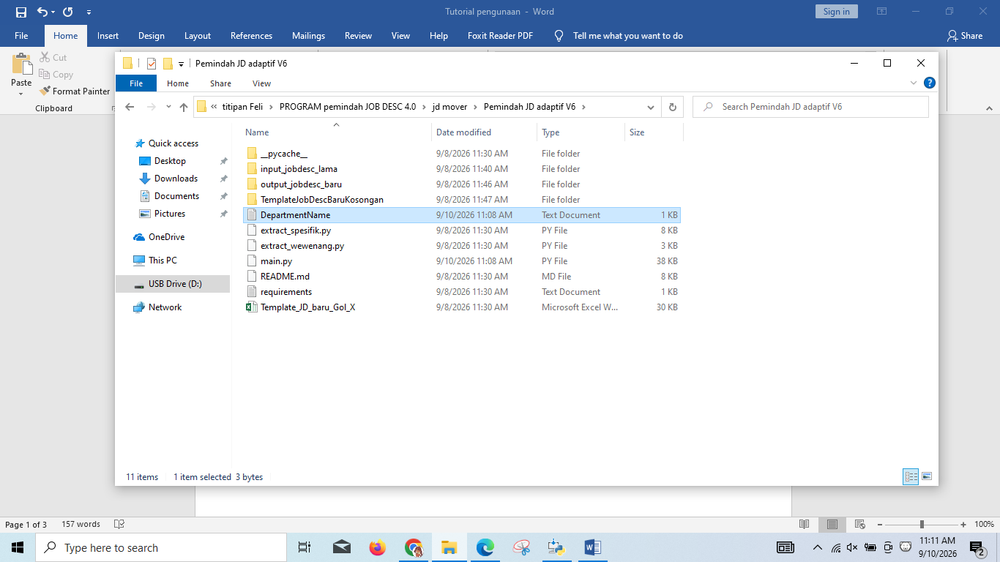 Tutorial pengunaan - Word
Sign in
File Home Insert Design Layout References Mailings Review View Help Foxit Reader PDF Tell me what you want to do Share
Paste
Cut
Copy
Format Painter
Clipboard
Pemindah JD adaptif V6
File Home Share View
« titipan Feli > PROGRAM pemindah JOB DESC 4.0 > jd mover > Pemindah JD adaptif V6 >
Search Pemindah JD adaptif V6
Quick access
Desktop
Downloads
Documents
Pictures
OneDrive
This PC
USB Drive (D:)
Network
Name Date modified Type Size
__pycache__ 9/8/2026 11:30 AM File folder
input_jobdesc_lama 9/8/2026 11:40 AM File folder
output_jobdesc_baru 9/8/2026 11:46 AM File folder
TemplateJobDescBaruKosongan 9/8/2026 11:47 AM File folder
DepartmentName 9/10/2026 11:08 AM Text Document 1 KB
extract_spesifik.py 9/8/2026 11:30 AM PY File 8 KB
extract_wewenang.py 9/8/2026 11:30 AM PY File 3 KB
main.py 9/10/2026 11:08 AM PY File 38 KB
README.md 9/8/2026 11:30 AM MD File 8 KB
requirements 9/8/2026 11:30 AM Text Document 1 KB
Template_JD_baru_Gol_X 9/8/2026 11:30 AM Microsoft Excel W... 30 KB
11 items 1 item selected 3 bytes
Page 1 of 3 157 words
100%
Type here to search
11:11 AM
9/10/2026
2